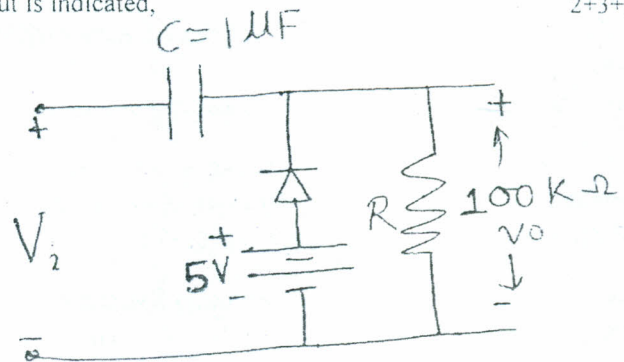 ut is indicated,
2+3+
C = 1 μF
+
+
V₂
R
100 K Ω
vo
+
5V
-
-
-